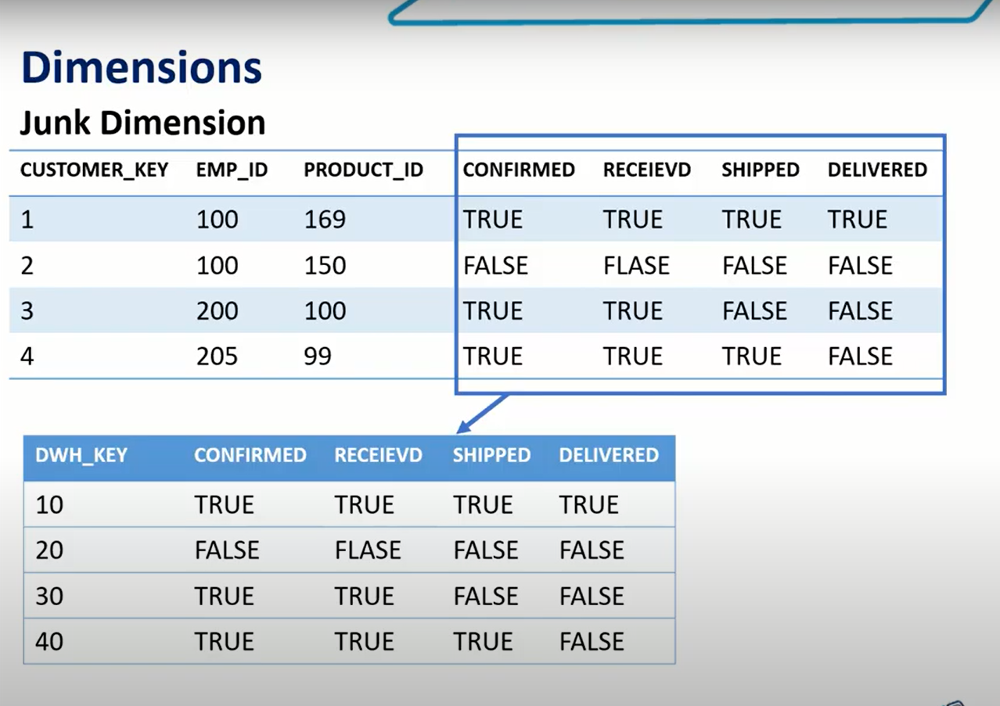 Dimensions
Junk Dimension
CUSTOMER_KEY EMP_ID PRODUCT_ID CONFIRMED RECEIEVD SHIPPED DELIVERED
1 100 169 TRUE TRUE TRUE TRUE
2 100 150 FALSE FLASE FALSE FALSE
3 200 100 TRUE TRUE FALSE FALSE
4 205 99 TRUE TRUE TRUE FALSE
DWH_KEY CONFIRMED RECEIEVD SHIPPED DELIVERED
10 TRUE TRUE TRUE TRUE
20 FALSE FLASE FALSE FALSE
30 TRUE TRUE FALSE FALSE
40 TRUE TRUE TRUE FALSE